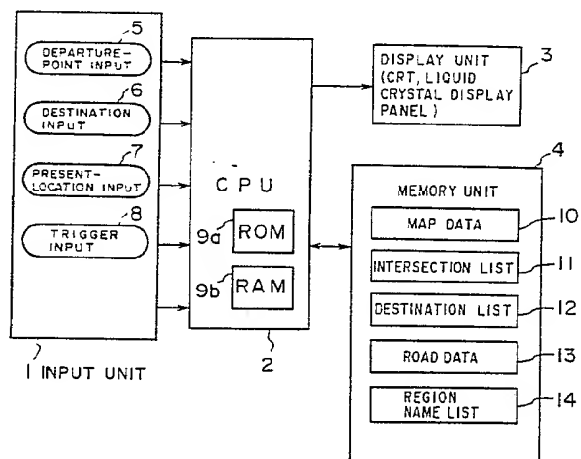 5
DEPARTURE-
POINT INPUT
6
DESTINATION
INPUT
7
PRESENT-
LOCATION INPUT
8
TRIGGER
INPUT
1 INPUT UNIT
CPU
9a
ROM
9b
RAM
2
3
DISPLAY UNIT
(CRT, LIQUID
CRYSTAL DISPLAY
PANEL)
4
MEMORY UNIT
MAP DATA
10
INTERSECTION LIST
11
DESTINATION LIST
12
ROAD DATA
13
REGION
NAME LIST
14